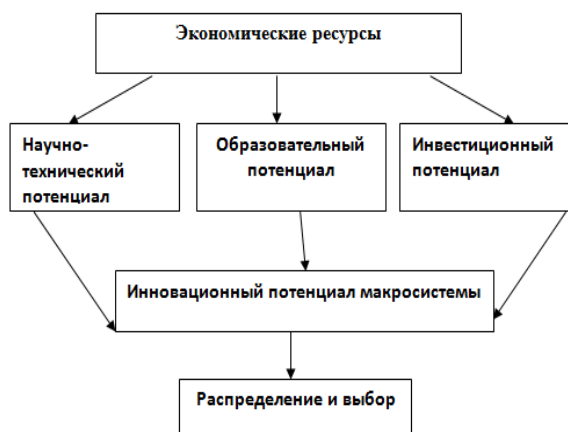 Экономические ресурсы
Научно-
технический
потенциал
Образовательный
потенциал
Инвестиционный
потенциал
Инновационный потенциал макросистемы
Распределение и выбор